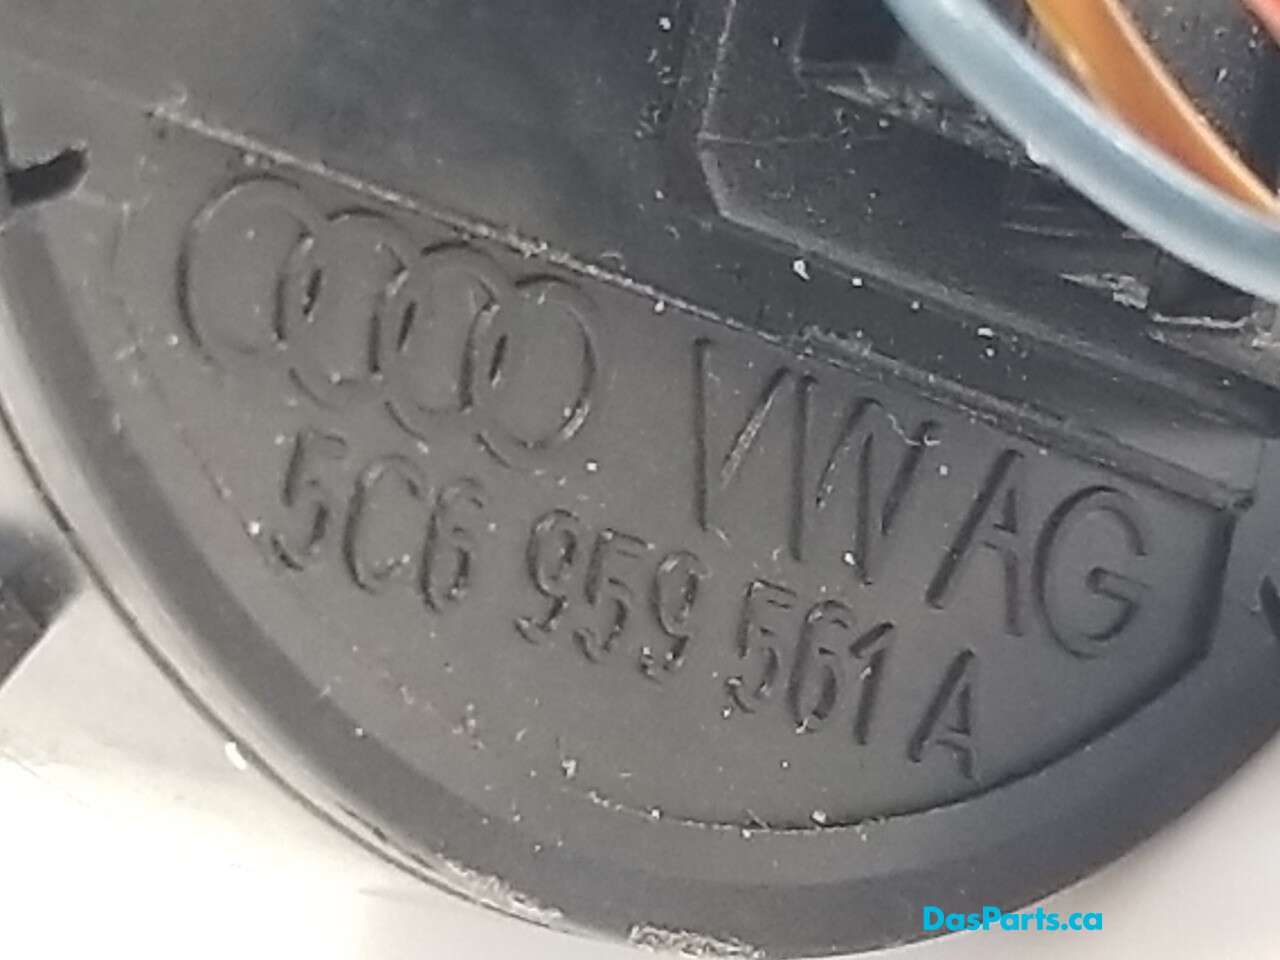 VW AG
5C6 959 561 A
DasParts.ca